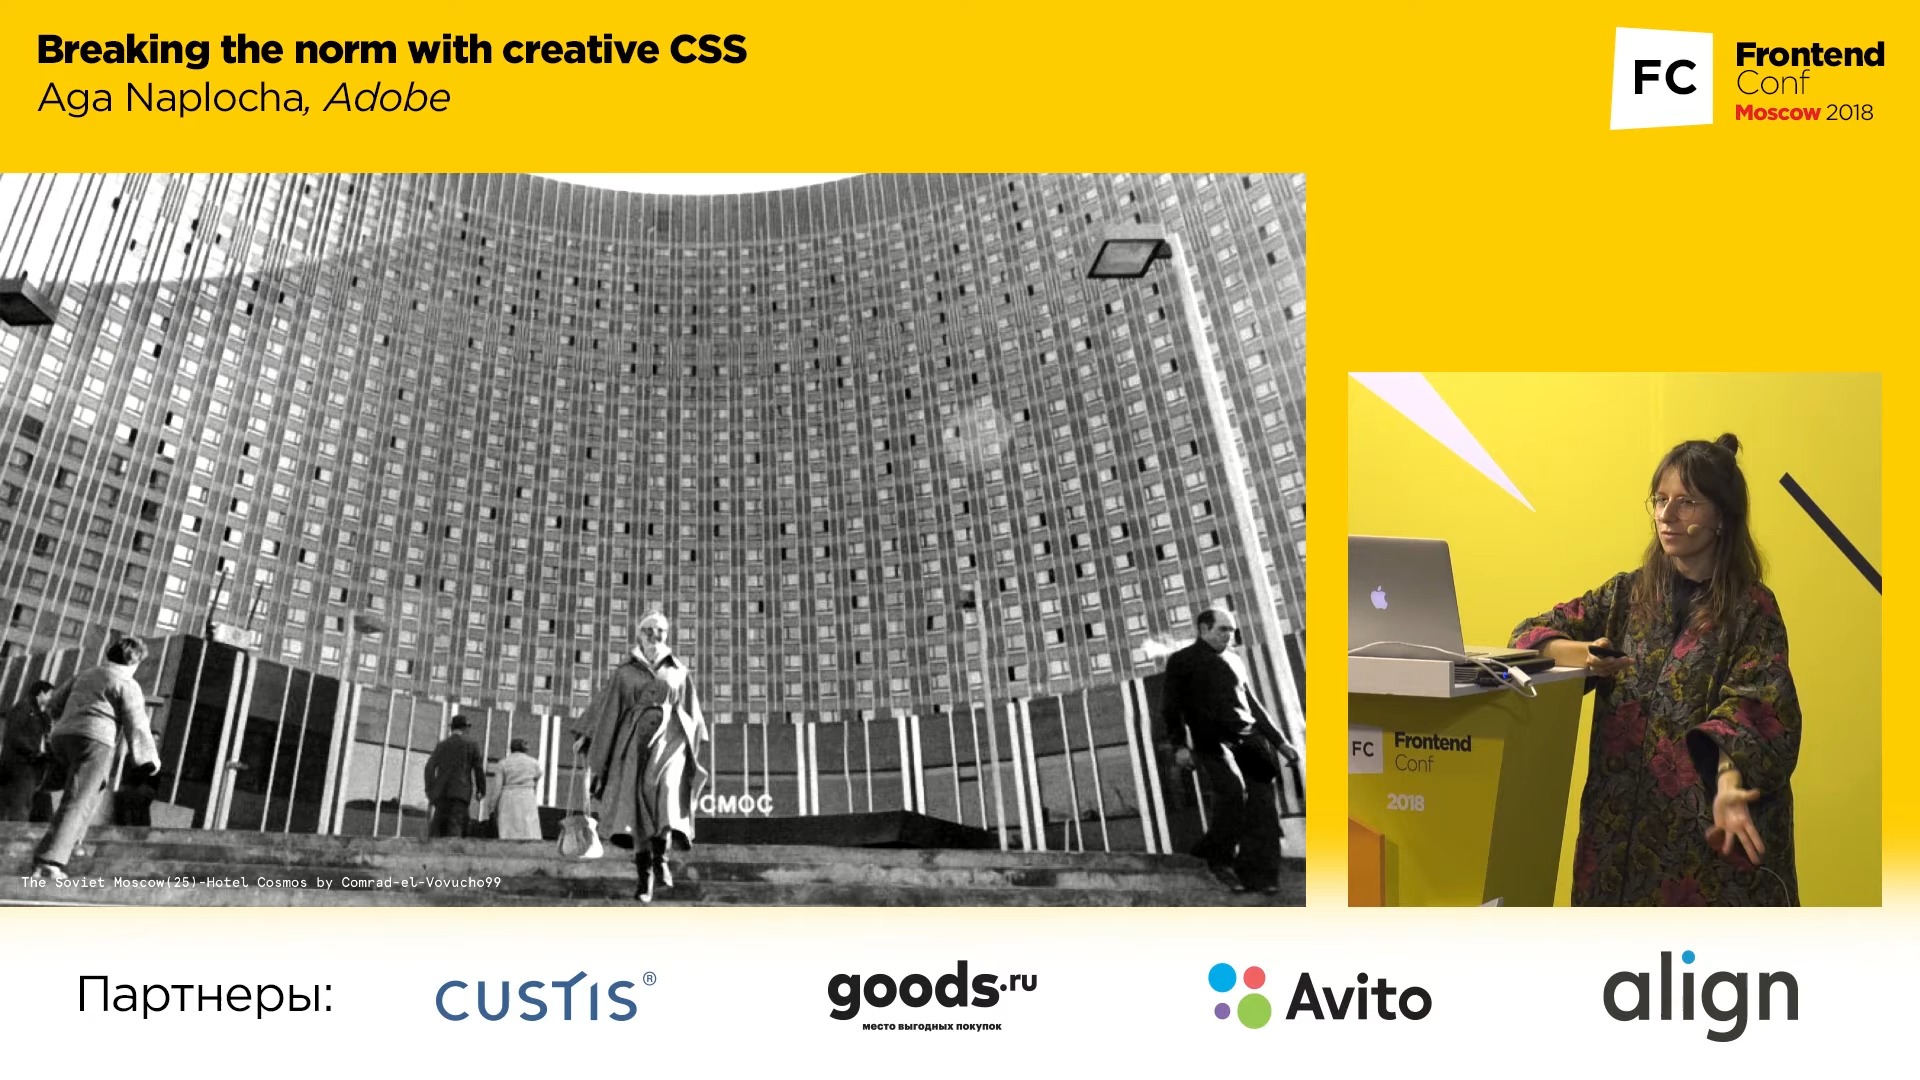 Breaking the norm with creative CSS
Aga Naplocha, Adobe
FC
Frontend
Conf
Moscow 2018
СМОС
The Soviet Moscow(25)-Hotel Cosmos by Comrad-el-Vovucho99
FC
Frontend
Conf
2018
Партнеры:
CUSTIS®
goods.ru
место выгодных покупок
Avito
align